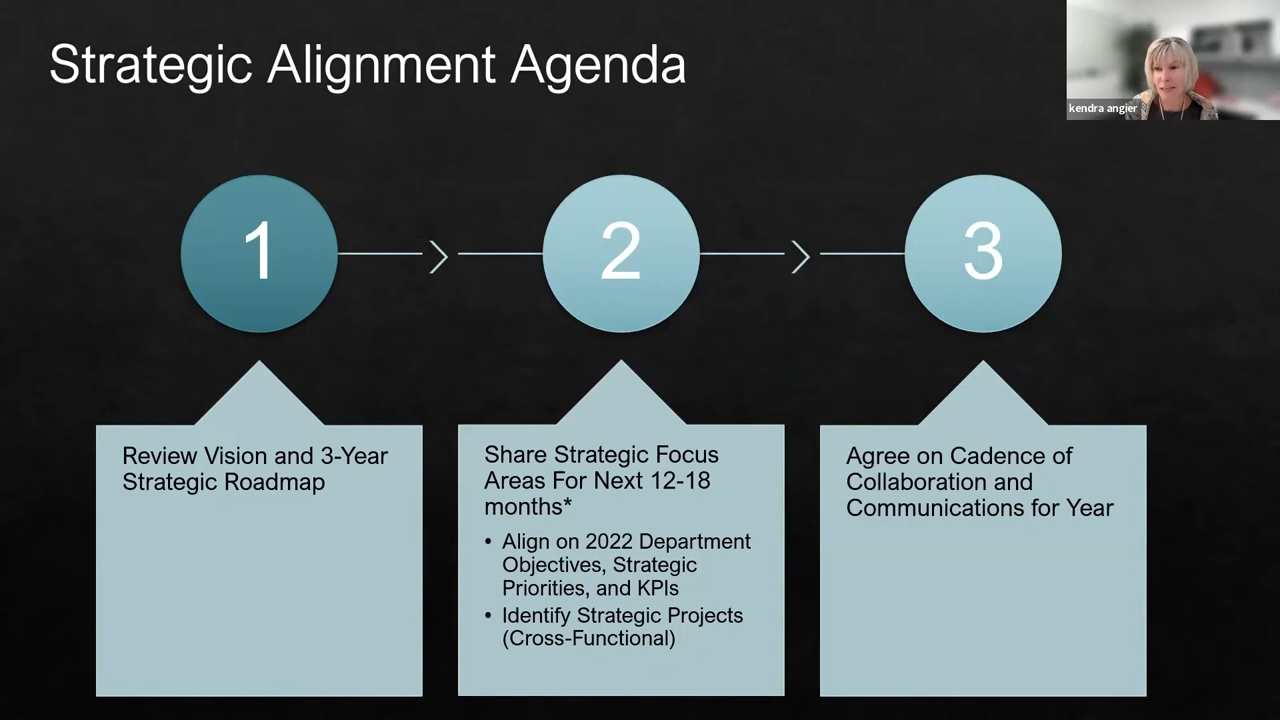 Strategic Alignment Agenda
kendra angier
1
2
3
Review Vision and 3-Year
Strategic Roadmap
Share Strategic Focus
Areas For Next 12-18
months*
• Align on 2022 Department
Objectives, Strategic
Priorities, and KPIs
• Identify Strategic Projects
(Cross-Functional)
Agree on Cadence of
Collaboration and
Communications for Year